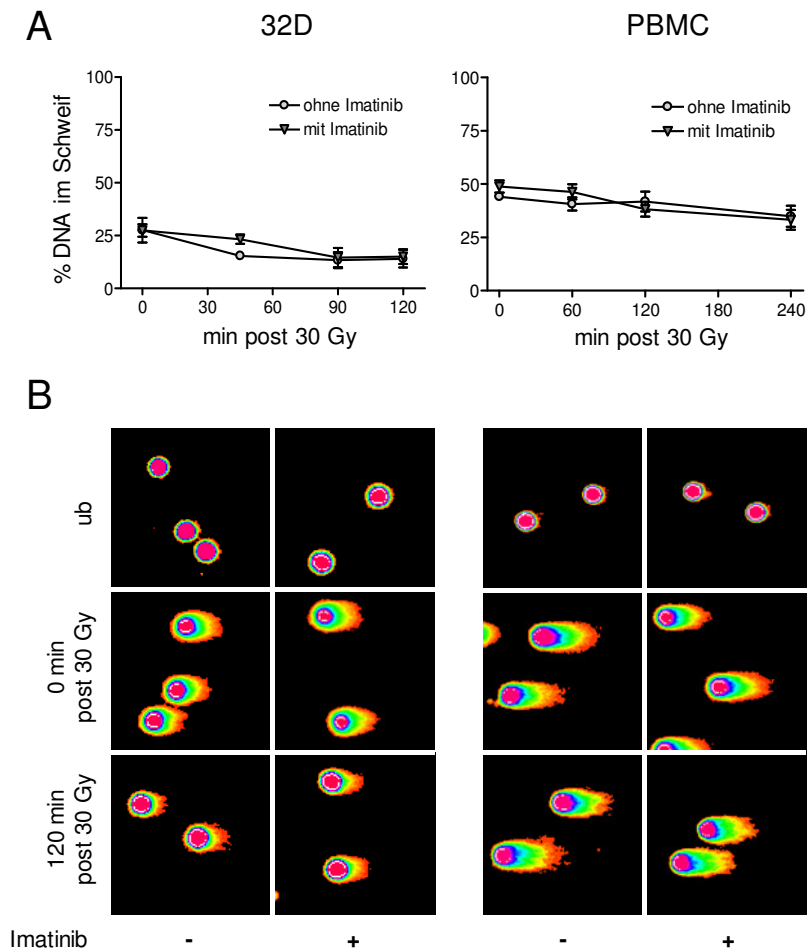 A
32D
PBMC
% DNA im Schweif
100
75
50
25
0
ohne Imatinib
mit Imatinib
0 30 60 90 120
min post 30 Gy
100
75
50
25
0
ohne Imatinib
mit Imatinib
0 60 120 180 240
min post 30 Gy
B
ub
0 min
post 30 Gy
120 min
post 30 Gy
Imatinib - + - +